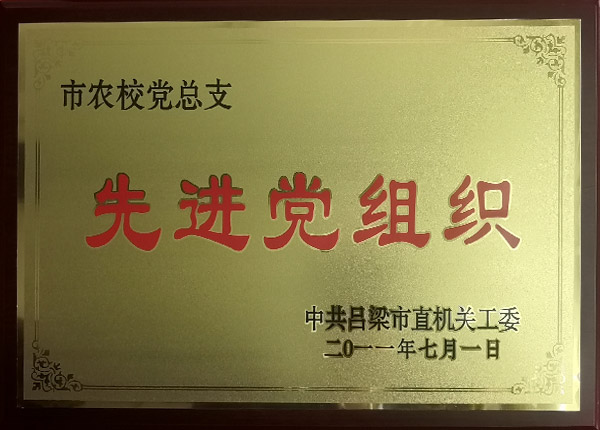 市农校党总支
先进党组织
中共吕梁市直机关工委
二0一一年七月一日